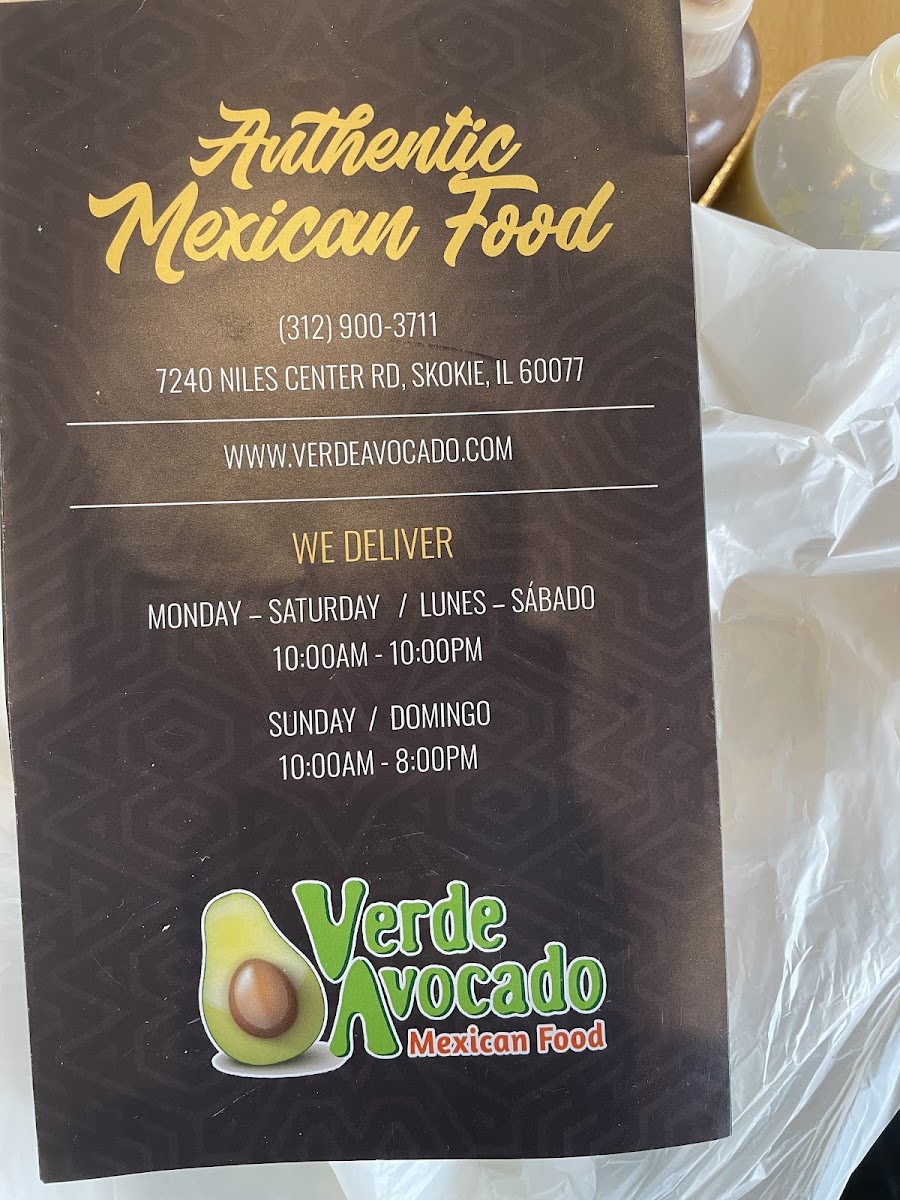 Authentic
Mexican Food
(312) 900-3711
7240 NILES CENTER RD, SKOKIE, IL 60077
WWW.VERDEAVOCADO.COM
WE DELIVER
MONDAY – SATURDAY / LUNES – SÁBADO
10:00AM - 10:00PM
SUNDAY / DOMINGO
10:00AM - 8:00PM
Verde
Avocado
Mexican Food